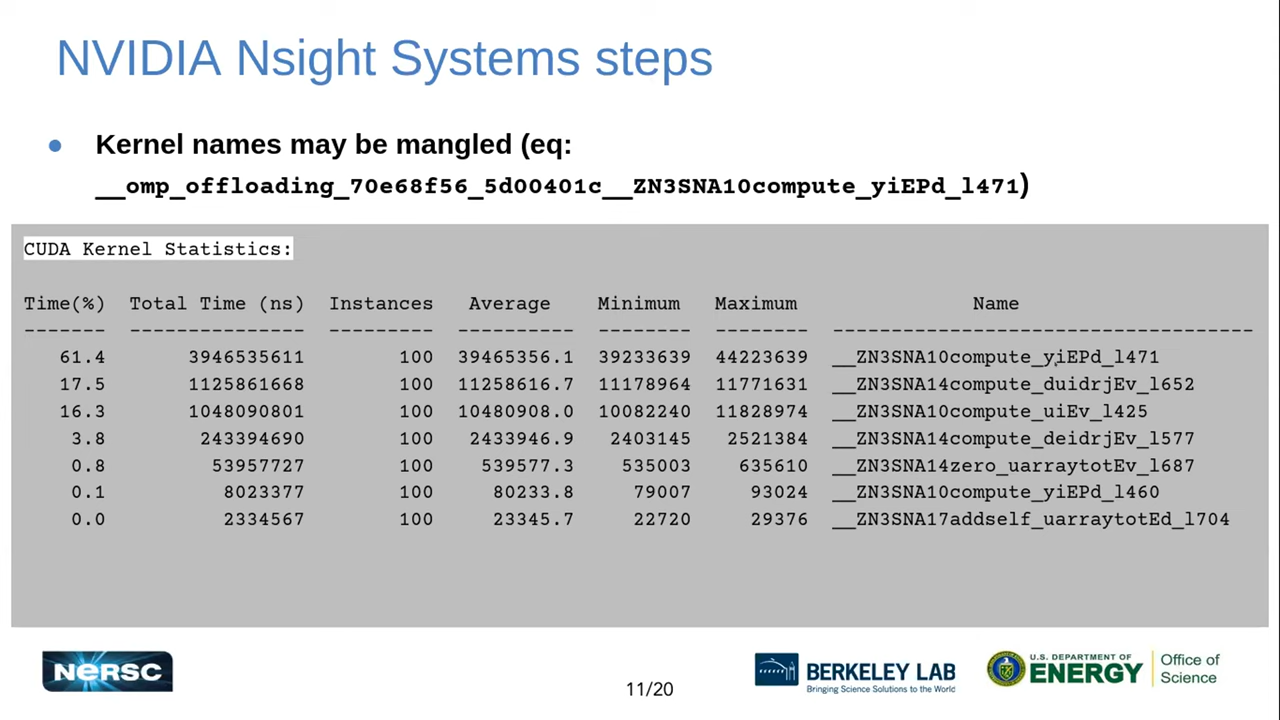 NVIDIA Nsight Systems steps
● Kernel names may be mangled (eq:
__omp_offloading_70e68f56_5d00401c__ZN3SNA10compute_yiEPd_l471)
CUDA Kernel Statistics:
Time(%) Total Time (ns) Instances Average Minimum Maximum Name
------- --------------- --------- ---------- -------- -------- ------------------------------------
61.4 3946535611 100 39465356.1 39233639 44223639 __ZN3SNA10compute_yiEPd_l471
17.5 1125861668 100 11258616.7 11178964 11771631 __ZN3SNA14compute_duidrjEv_l652
16.3 1048090801 100 10480908.0 10082240 11828974 __ZN3SNA10compute_uiEv_l425
3.8 243394690 100 2433946.9 2403145 2521384 __ZN3SNA14compute_deidrjEv_l577
0.8 53957727 100 539577.3 535003 635610 __ZN3SNA14zero_uarraytotEv_l687
0.1 8023377 100 80233.8 79007 93024 __ZN3SNA10compute_yiEPd_l460
0.0 2334567 100 23345.7 22720 29376 __ZN3SNA17addself_uarraytotEd_l704
NERSC
BERKELEY LAB
Bringing Science Solutions to the World
U.S. DEPARTMENT OF
ENERGY
Office of
Science
11/20